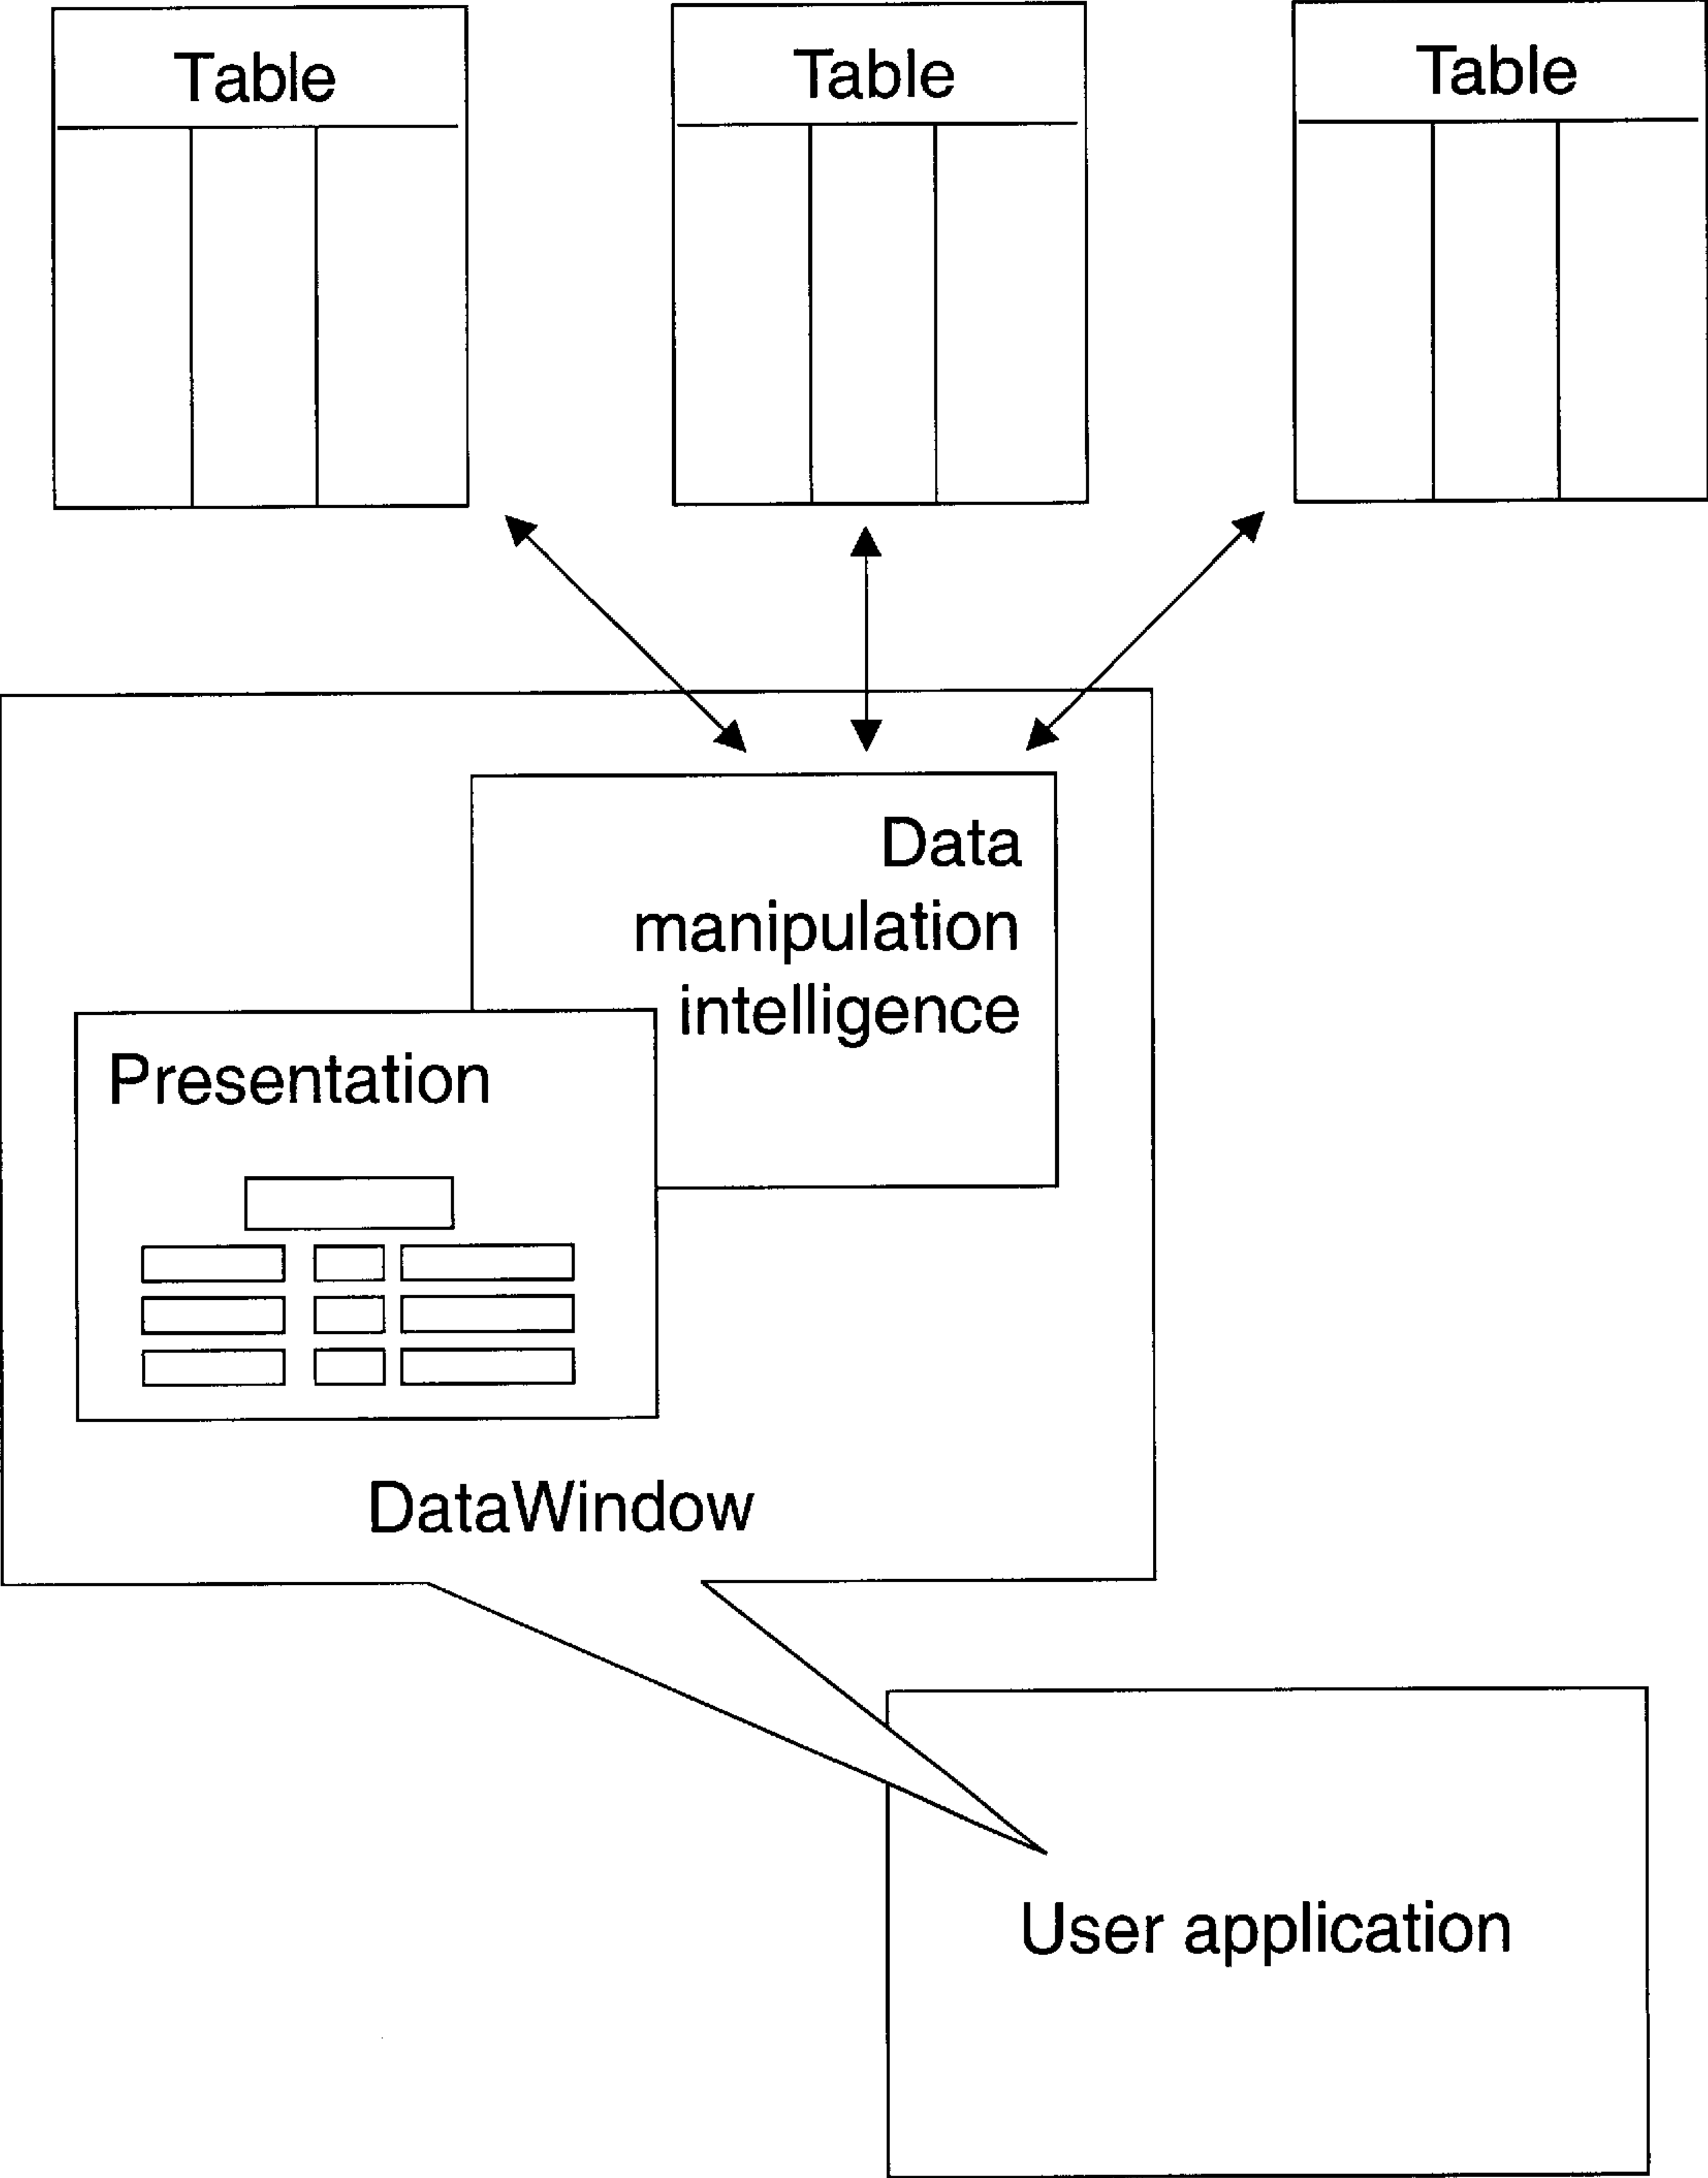 Table
Table
Table
Data
manipulation
intelligence
Presentation
DataWindow
User application